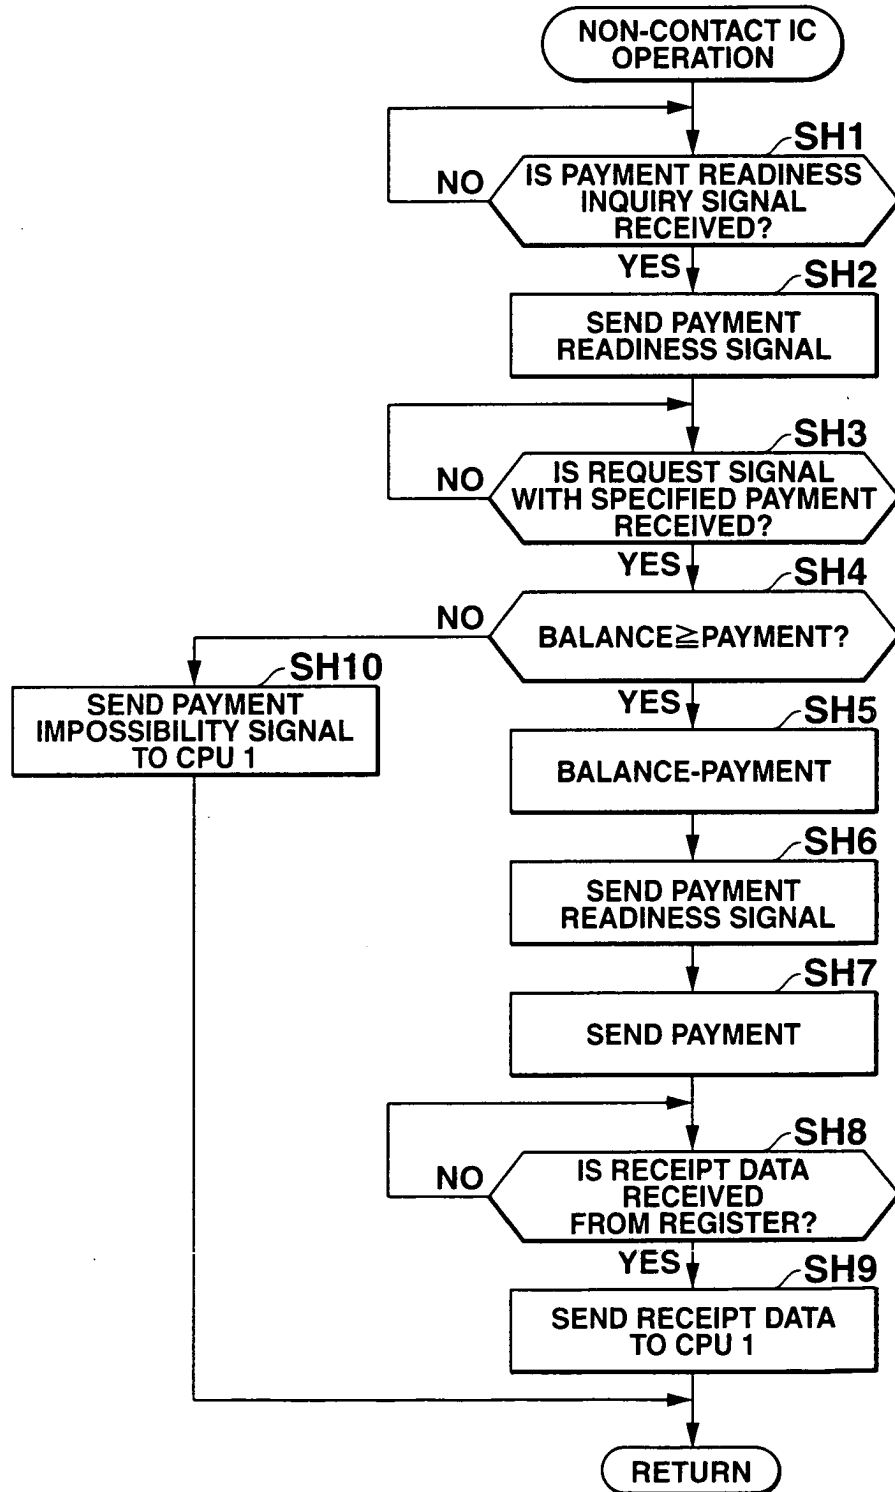 NON-CONTACT IC
OPERATION
SH1
IS PAYMENT READINESS
INQUIRY SIGNAL
RECEIVED?
NO
YES
SH2
SEND PAYMENT
READINESS SIGNAL
SH3
IS REQUEST SIGNAL
WITH SPECIFIED PAYMENT
RECEIVED?
NO
YES
SH4
BALANCE≧PAYMENT?
NO
SH10
SEND PAYMENT
IMPOSSIBILITY SIGNAL
TO CPU 1
YES
SH5
BALANCE-PAYMENT
SH6
SEND PAYMENT
READINESS SIGNAL
SH7
SEND PAYMENT
SH8
IS RECEIPT DATA
RECEIVED
FROM REGISTER?
NO
YES
SH9
SEND RECEIPT DATA
TO CPU 1
RETURN